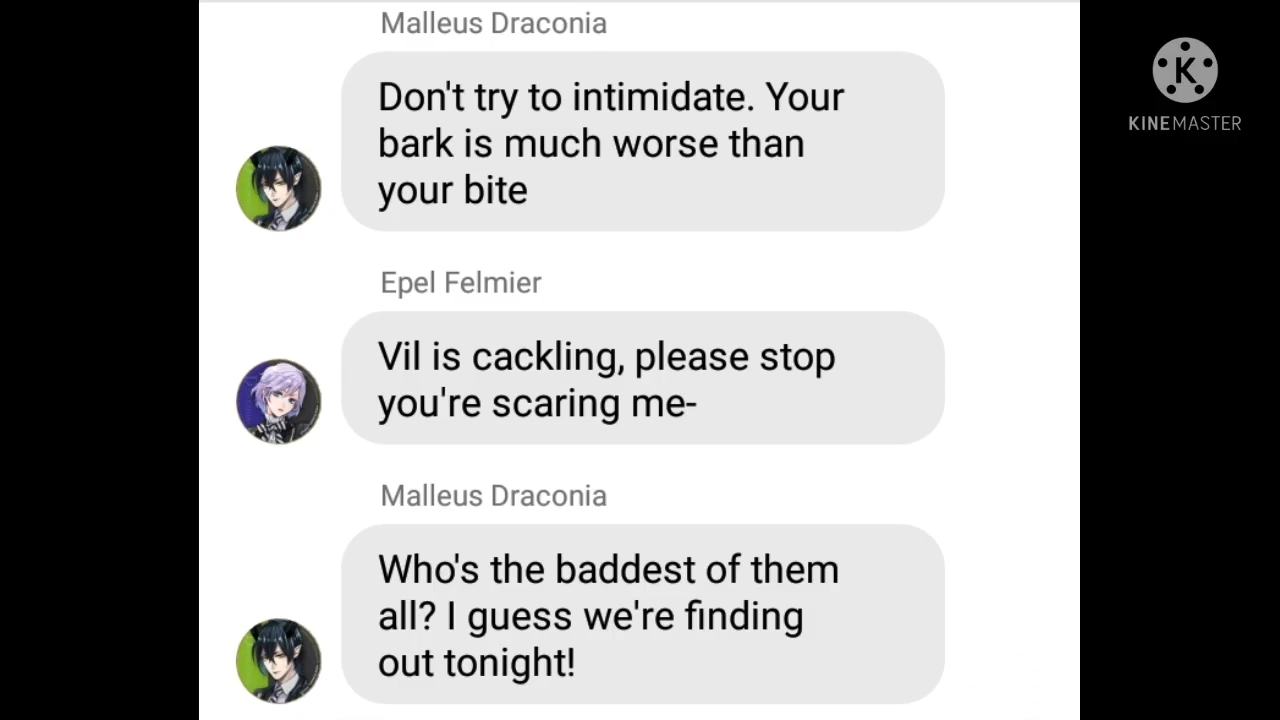 Malleus Draconia
Don't try to intimidate. Your
bark is much worse than
your bite
Epel Felmier
Vil is cackling, please stop
you're scaring me-
Malleus Draconia
Who's the baddest of them
all? I guess we're finding
out tonight!
K
KINEMASTER